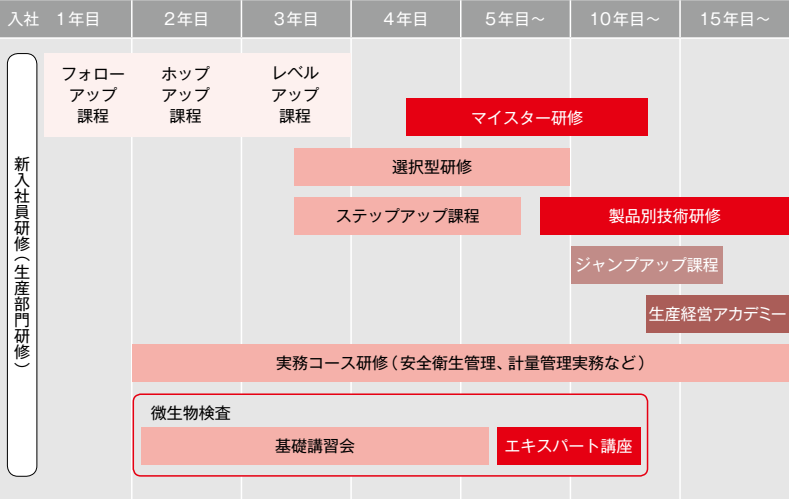 入社 1年目 2年目 3年目 4年目 5年目～ 10年目～ 15年目～
新入社員研修（生産部門研修）
フォロー
アップ
課程
ホップ
アップ
課程
レベル
アップ
課程
マイスター研修
選択型研修
ステップアップ課程
製品別技術研修
ジャンプアップ課程
生産経営アカデミー
実務コース研修（安全衛生管理、計量管理実務など）
微生物検査
基礎講習会
エキスパート講座